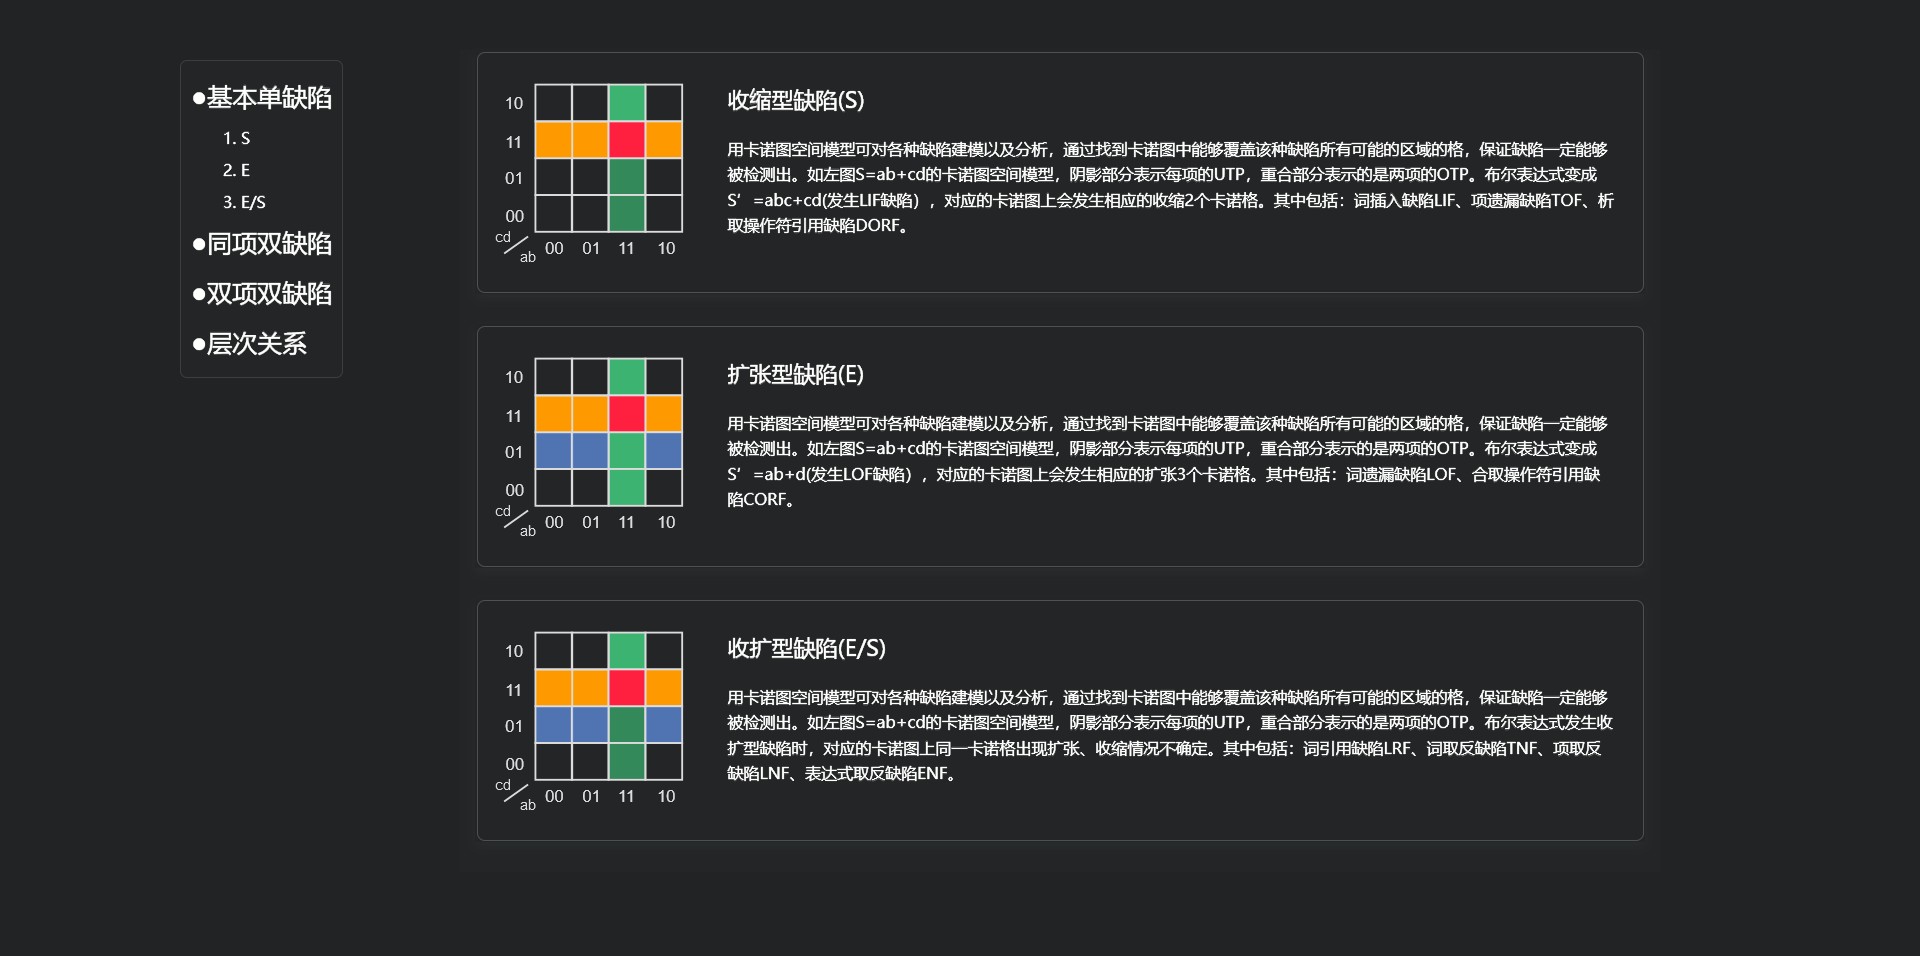 ●基本单缺陷
1. S
2. E
3. E/S
●同项双缺陷
●双项双缺陷
●层次关系
10
11
01
00
cd
ab
00 01 11 10
收缩型缺陷(S)
用卡诺图空间模型可对各种缺陷建模以及分析，通过找到卡诺图中能够覆盖该种缺陷所有可能的区域的格，保证缺陷一定能够
被检测出。如左图S=ab+cd的卡诺图空间模型，阴影部分表示每项的UTP，重合部分表示的是两项的OTP。布尔表达式变成
S’=abc+cd(发生LIF缺陷），对应的卡诺图上会发生相应的收缩2个卡诺格。其中包括：词插入缺陷LIF、项遗漏缺陷TOF、析
取操作符引用缺陷DORF。
10
11
01
00
cd
ab
00 01 11 10
扩张型缺陷(E)
用卡诺图空间模型可对各种缺陷建模以及分析，通过找到卡诺图中能够覆盖该种缺陷所有可能的区域的格，保证缺陷一定能够
被检测出。如左图S=ab+cd的卡诺图空间模型，阴影部分表示每项的UTP，重合部分表示的是两项的OTP。布尔表达式变成
S’=ab+d(发生LOF缺陷），对应的卡诺图上会发生相应的扩张3个卡诺格。其中包括：词遗漏缺陷LOF、合取操作符引用缺
陷CORF。
10
11
01
00
cd
ab
00 01 11 10
收扩型缺陷(E/S)
用卡诺图空间模型可对各种缺陷建模以及分析，通过找到卡诺图中能够覆盖该种缺陷所有可能的区域的格，保证缺陷一定能够
被检测出。如左图S=ab+cd的卡诺图空间模型，阴影部分表示每项的UTP，重合部分表示的是两项的OTP。布尔表达式发生收
扩型缺陷时，对应的卡诺图上同一卡诺格出现扩张、收缩情况不确定。其中包括：词引用缺陷LRF、词取反缺陷TNF、项取反
缺陷LNF、表达式取反缺陷ENF。